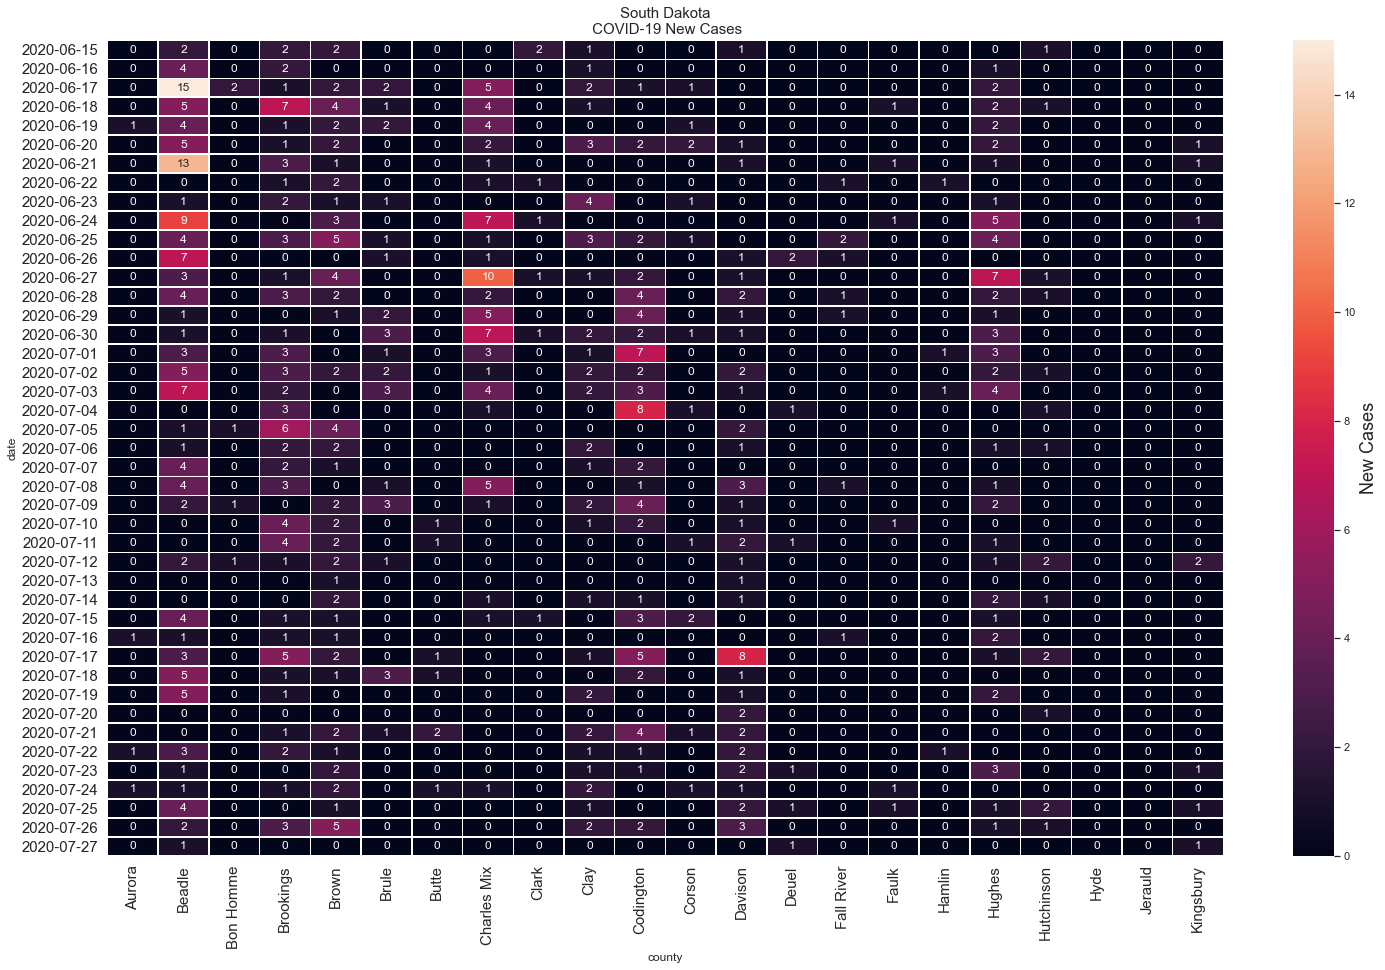 South Dakota
COVID-19 New Cases
2020-06-15 0 2 0 2 2 0 0 0 2 1 0 0 1 0 0 0 0 0 1 0 0 0
2020-06-16 0 4 0 2 0 0 0 0 0 1 0 0 0 0 0 0 0 1 0 0 0 0
2020-06-17 0 15 2 1 2 2 0 5 0 2 1 1 0 0 0 0 0 2 0 0 0 0
2020-06-18 0 5 0 7 4 1 0 4 0 1 0 0 0 0 0 1 0 2 1 0 0 0
2020-06-19 1 4 0 1 2 2 0 4 0 0 0 1 0 0 0 0 0 2 0 0 0 0
2020-06-20 0 5 0 1 2 0 0 2 0 3 2 2 1 0 0 0 0 2 0 0 0 1
2020-06-21 0 13 0 3 1 0 0 1 0 0 0 0 1 0 0 1 0 1 0 0 0 1
2020-06-22 0 0 0 1 2 0 0 1 1 0 0 0 0 0 1 0 1 0 0 0 0 0
2020-06-23 0 1 0 2 1 1 0 0 0 4 0 1 0 0 0 0 0 1 0 0 0 0
2020-06-24 0 9 0 0 3 0 0 7 1 0 0 0 0 0 0 1 0 5 0 0 0 1
2020-06-25 0 4 0 3 5 1 0 1 0 3 2 1 0 0 2 0 0 4 0 0 0 0
2020-06-26 0 7 0 0 0 1 0 1 0 0 0 0 1 2 1 0 0 0 0 0 0 0
2020-06-27 0 3 0 1 4 0 0 10 1 1 2 0 1 0 0 0 0 7 1 0 0 0
2020-06-28 0 4 0 3 2 0 0 2 0 0 4 0 2 0 1 0 0 2 1 0 0 0
2020-06-29 0 1 0 0 1 2 0 5 0 0 4 0 1 0 1 0 0 1 0 0 0 0
2020-06-30 0 1 0 1 0 3 0 7 1 2 2 1 1 0 0 0 0 3 0 0 0 0
2020-07-01 0 3 0 3 0 1 0 3 0 1 7 0 0 0 0 0 1 3 0 0 0 0
2020-07-02 0 5 0 3 2 2 0 1 0 2 2 0 2 0 0 0 0 2 1 0 0 0
2020-07-03 0 7 0 2 0 3 0 4 0 2 3 0 1 0 0 0 1 4 0 0 0 0
2020-07-04 0 0 0 3 0 0 0 1 0 0 8 1 0 1 0 0 0 0 1 0 0 0
2020-07-05 0 1 1 6 4 0 0 0 0 0 0 0 2 0 0 0 0 0 0 0 0 0
2020-07-06 0 1 0 2 2 0 0 0 0 2 0 0 1 0 0 0 0 1 1 0 0 0
2020-07-07 0 4 0 2 1 0 0 0 0 1 2 0 0 0 0 0 0 0 0 0 0 0
2020-07-08 0 4 0 3 0 1 0 5 0 0 1 0 3 0 1 0 0 1 0 0 0 0
2020-07-09 0 2 1 0 2 3 0 1 0 2 4 0 1 0 0 0 0 2 0 0 0 0
2020-07-10 0 0 0 4 2 0 1 0 0 1 2 0 1 0 0 1 0 0 0 0 0 0
2020-07-11 0 0 0 4 2 0 1 0 0 0 0 1 2 1 0 0 0 1 0 0 0 0
2020-07-12 0 2 1 1 2 1 0 0 0 0 0 0 1 0 0 0 0 1 2 0 0 2
2020-07-13 0 0 0 0 1 0 0 0 0 0 0 0 1 0 0 0 0 0 0 0 0 0
2020-07-14 0 0 0 0 2 0 0 1 0 1 1 0 1 0 0 0 0 2 1 0 0 0
2020-07-15 0 4 0 1 1 0 0 1 1 0 3 2 0 0 0 0 0 1 0 0 0 0
2020-07-16 1 1 0 1 1 0 0 0 0 0 0 0 0 0 1 0 0 2 0 0 0 0
2020-07-17 0 3 0 5 2 0 1 0 0 1 5 0 8 0 0 0 0 1 2 0 0 0
2020-07-18 0 5 0 1 1 3 1 0 0 0 2 0 1 0 0 0 0 0 0 0 0 0
2020-07-19 0 5 0 1 0 0 0 0 0 2 0 0 1 0 0 0 0 2 0 0 0 0
2020-07-20 0 0 0 0 0 0 0 0 0 0 0 0 2 0 0 0 0 0 1 0 0 0
2020-07-21 0 0 0 1 2 1 2 0 0 2 4 1 2 0 0 0 0 0 0 0 0 0
2020-07-22 1 3 0 2 1 0 0 0 0 1 1 0 2 0 0 0 1 0 0 0 0 0
2020-07-23 0 1 0 0 2 0 0 0 0 1 1 0 2 1 0 0 0 3 0 0 0 1
2020-07-24 1 1 0 1 2 0 1 1 0 2 0 1 1 0 0 1 0 0 0 0 0 0
2020-07-25 0 4 0 0 1 0 0 0 0 1 0 0 2 1 0 1 0 1 2 0 0 1
2020-07-26 0 2 0 3 5 0 0 0 0 2 2 0 3 0 0 0 0 1 1 0 0 0
2020-07-27 0 1 0 0 0 0 0 0 0 0 0 0 0 1 0 0 0 0 0 0 0 1
date
Aurora Beadle Bon Homme Brookings Brown Brule Butte Charles Mix Clark Clay Codington Corson Davison Deuel Fall River Faulk Hamlin Hughes Hutchinson Hyde Jerauld Kingsbury
county
14
12
10
8
6
4
2
0
New Cases